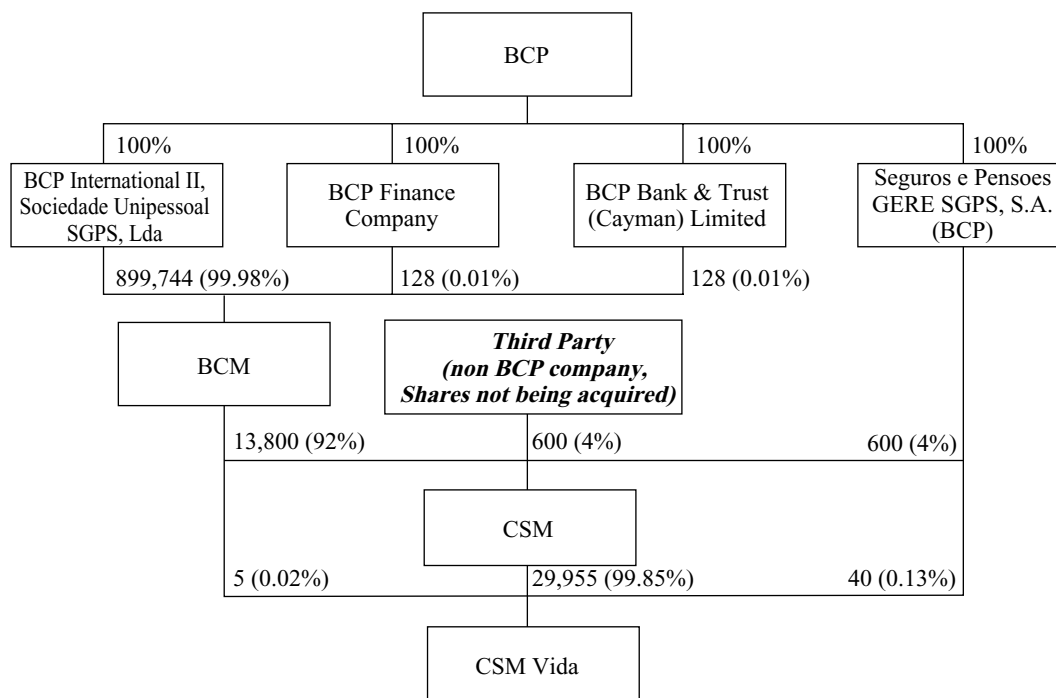 BCP
100%
100%
100%
100%
BCP International II,
Sociedade Unipessoal
SGPS, Lda
BCP Finance
Company
BCP Bank & Trust
(Cayman) Limited
Seguros e Pensoes
GERE SGPS, S.A.
(BCP)
899,744 (99.98%)
128 (0.01%)
128 (0.01%)
BCM
Third Party
(non BCP company,
Shares not being acquired)
13,800 (92%)
600 (4%)
600 (4%)
CSM
5 (0.02%)
29,955 (99.85%)
40 (0.13%)
CSM Vida